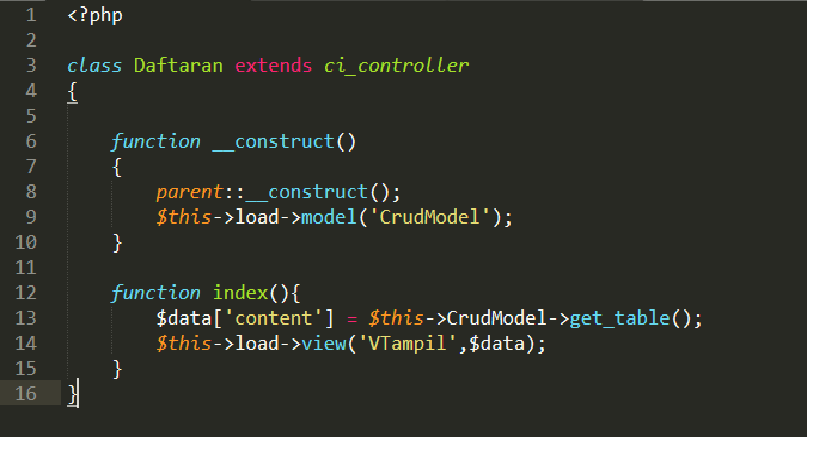 1 <?php
2
3 class Daftaran extends ci_controller
4 {
5
6 function __construct()
7 {
8 parent::__construct();
9 $this->load->model('CrudModel');
10 }
11
12 function index(){
13 $data['content'] = $this->CrudModel->get_table();
14 $this->load->view('VTampil',$data);
15 }
16 }